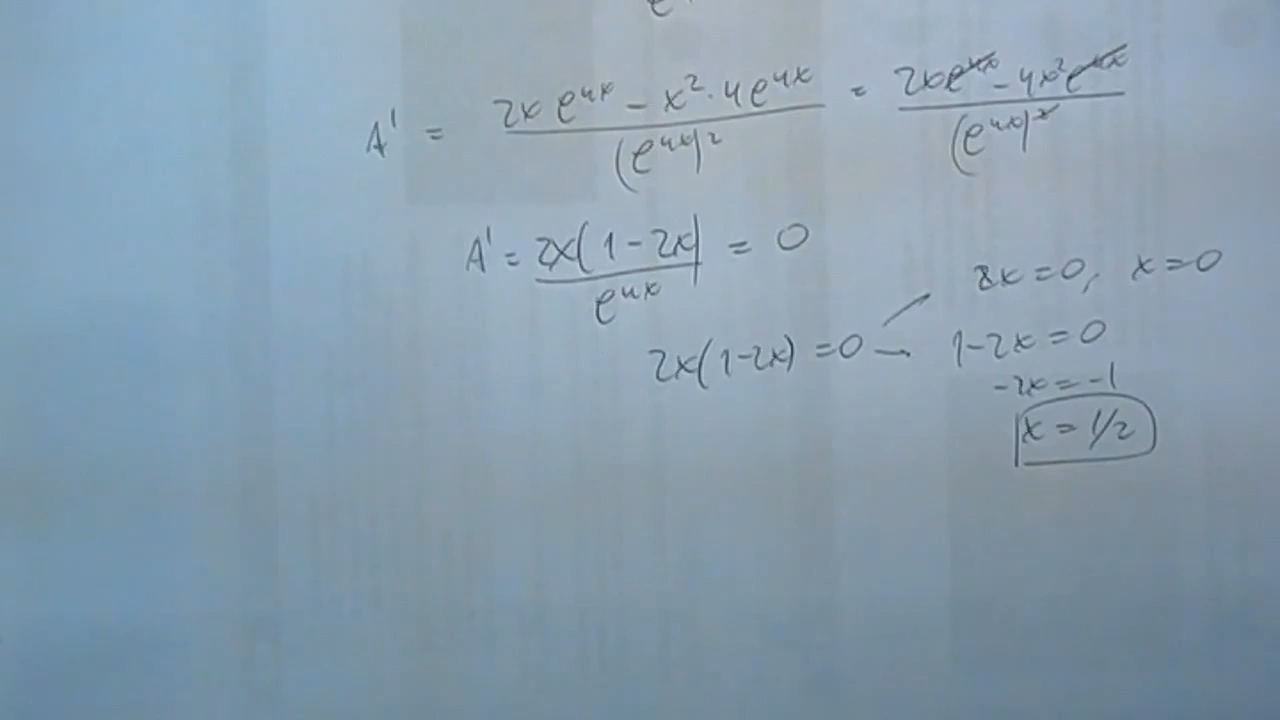 A' = (2x e^{4x} - x²·4e^{4x})/(e^{4x})² = (2xe^{4x} - 4x²e^{4x})/(e^{4x})²
A' = 2x(1-2x)/e^{4x} = 0
2x=0, x=0
2x(1-2x) =0 1-2x=0
-2x=-1
x = 1/2